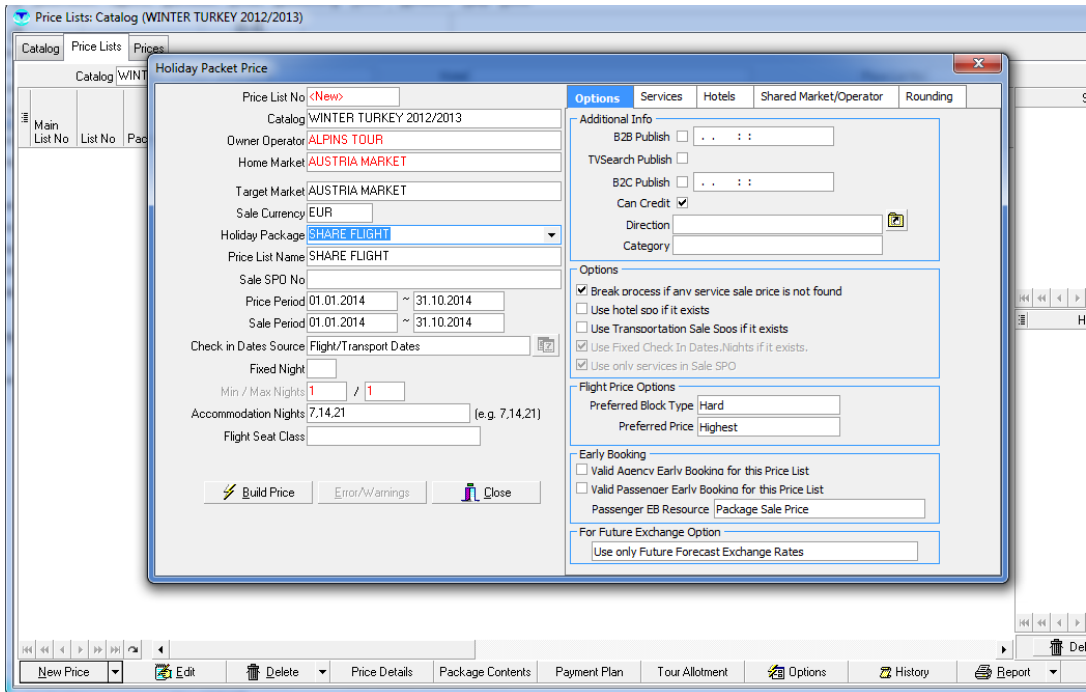 Price Lists: Catalog (WINTER TURKEY 2012/2013)
Catalog Price Lists Prices
Catalog WINT
Main
List No List No Pac
Holiday Packet Price
Price List No <New>
Catalog WINTER TURKEY 2012/2013
Owner Operator ALPINS TOUR
Home Market AUSTRIA MARKET
Target Market AUSTRIA MARKET
Sale Currency EUR
Holiday Package SHARE FLIGHT
Price List Name SHARE FLIGHT
Sale SPO No
Price Period 01.01.2014 ~ 31.10.2014
Sale Period 01.01.2014 ~ 31.10.2014
Check in Dates Source Flight/Transport Dates
Fixed Night
Min / Max Nights 1 / 1
Accommodation Nights 7,14,21 (e.g. 7,14,21)
Flight Seat Class
Build Price Error/Warnings Close
Options Services Hotels Shared Market/Operator Rounding
Additional Info
B2B Publish . . : :
TVSearch Publish
B2C Publish . . : :
Can Credit
Direction
Category
Options
Break process if any service sale price is not found
Use hotel spo if it exists
Use Transportation Sale Spos if it exists
Use Fixed Check In Dates,Nights if it exists.
Use only services in Sale SPO
Flight Price Options
Preferred Block Type Hard
Preferred Price Highest
Early Booking
Valid Agency Early Booking for this Price List
Valid Passenger Early Booking for this Price List
Passenger EB Resource Package Sale Price
For Future Exchange Option
Use only Future Forecast Exchange Rates
S
H
Del
New Price Edit Delete Price Details Package Contents Payment Plan Tour Allotment Options History Report